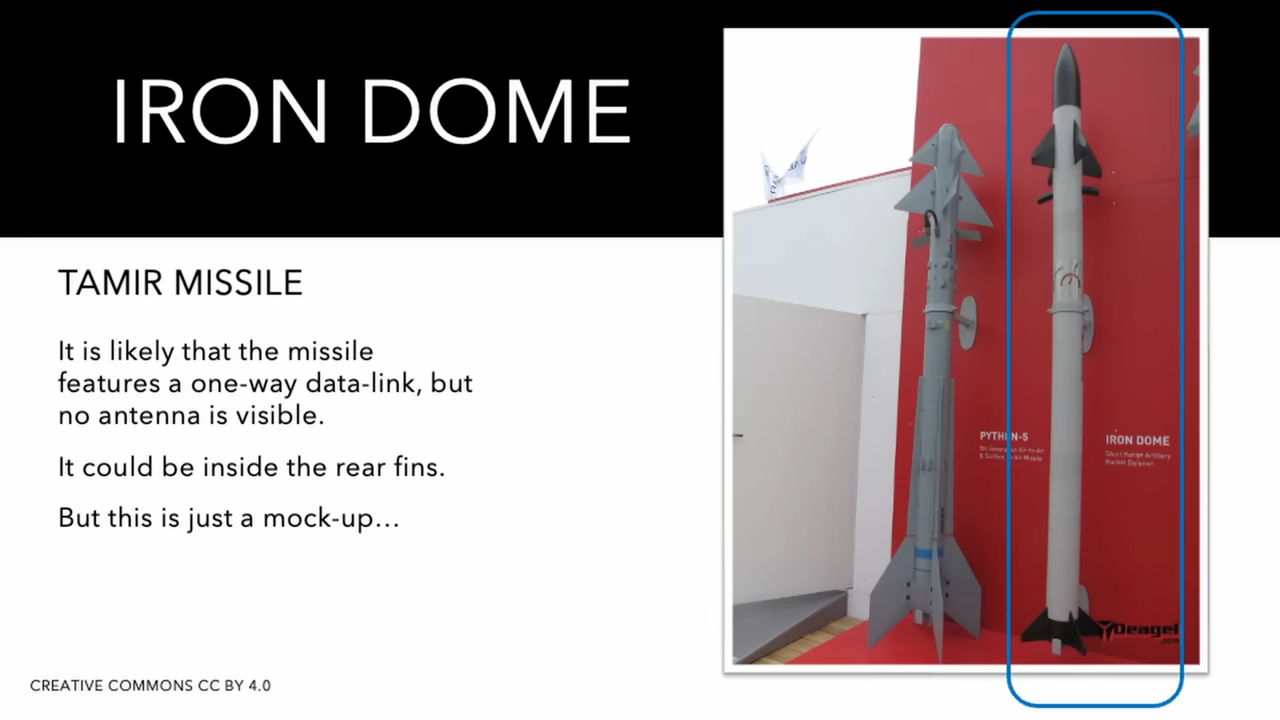 IRON DOME
TAMIR MISSILE
It is likely that the missile
features a one-way data-link, but
no antenna is visible.
It could be inside the rear fins.
But this is just a mock-up...
CREATIVE COMMONS CC BY 4.0
PYTHON-5
IRON DOME
Short Range Artillery
Rocket Defense
Deagel
.com